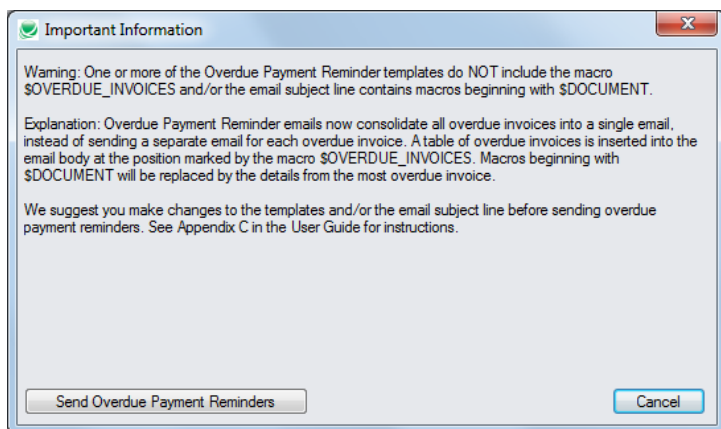 Important Information
Warning: One or more of the Overdue Payment Reminder templates do NOT include the macro
$OVERDUE_INVOICES and/or the email subject line contains macros beginning with $DOCUMENT.
Explanation: Overdue Payment Reminder emails now consolidate all overdue invoices into a single email,
instead of sending a separate email for each overdue invoice. A table of overdue invoices is inserted into the
email body at the position marked by the macro $OVERDUE_INVOICES. Macros beginning with
$DOCUMENT will be replaced by the details from the most overdue invoice.
We suggest you make changes to the templates and/or the email subject line before sending overdue
payment reminders. See Appendix C in the User Guide for instructions.
Send Overdue Payment Reminders
Cancel